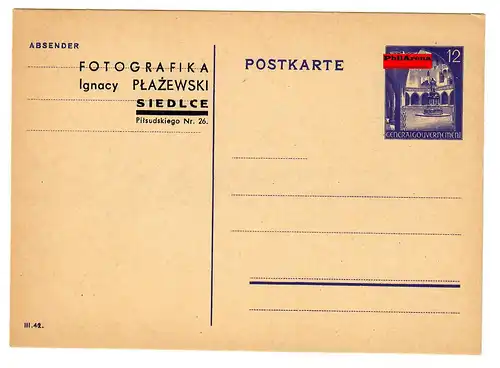 ABSENDER
FOTOGRAFIKA
Ignacy PŁAŻEWSKI
SIEDLCE
Piłsudskiego Nr. 26.
POSTKARTE
12
PhilArena
GENERALGOUVERNEMENT
III.42.